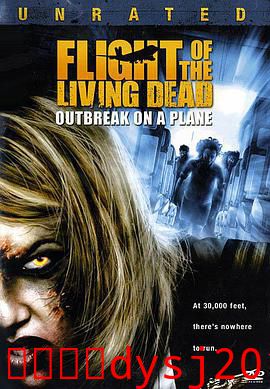 UNRATED
FLIGHT
OF THE
LIVING DEAD
OUTBREAK ON A PLANE
At 30,000 feet,
there's nowhere
to run.
dysj20